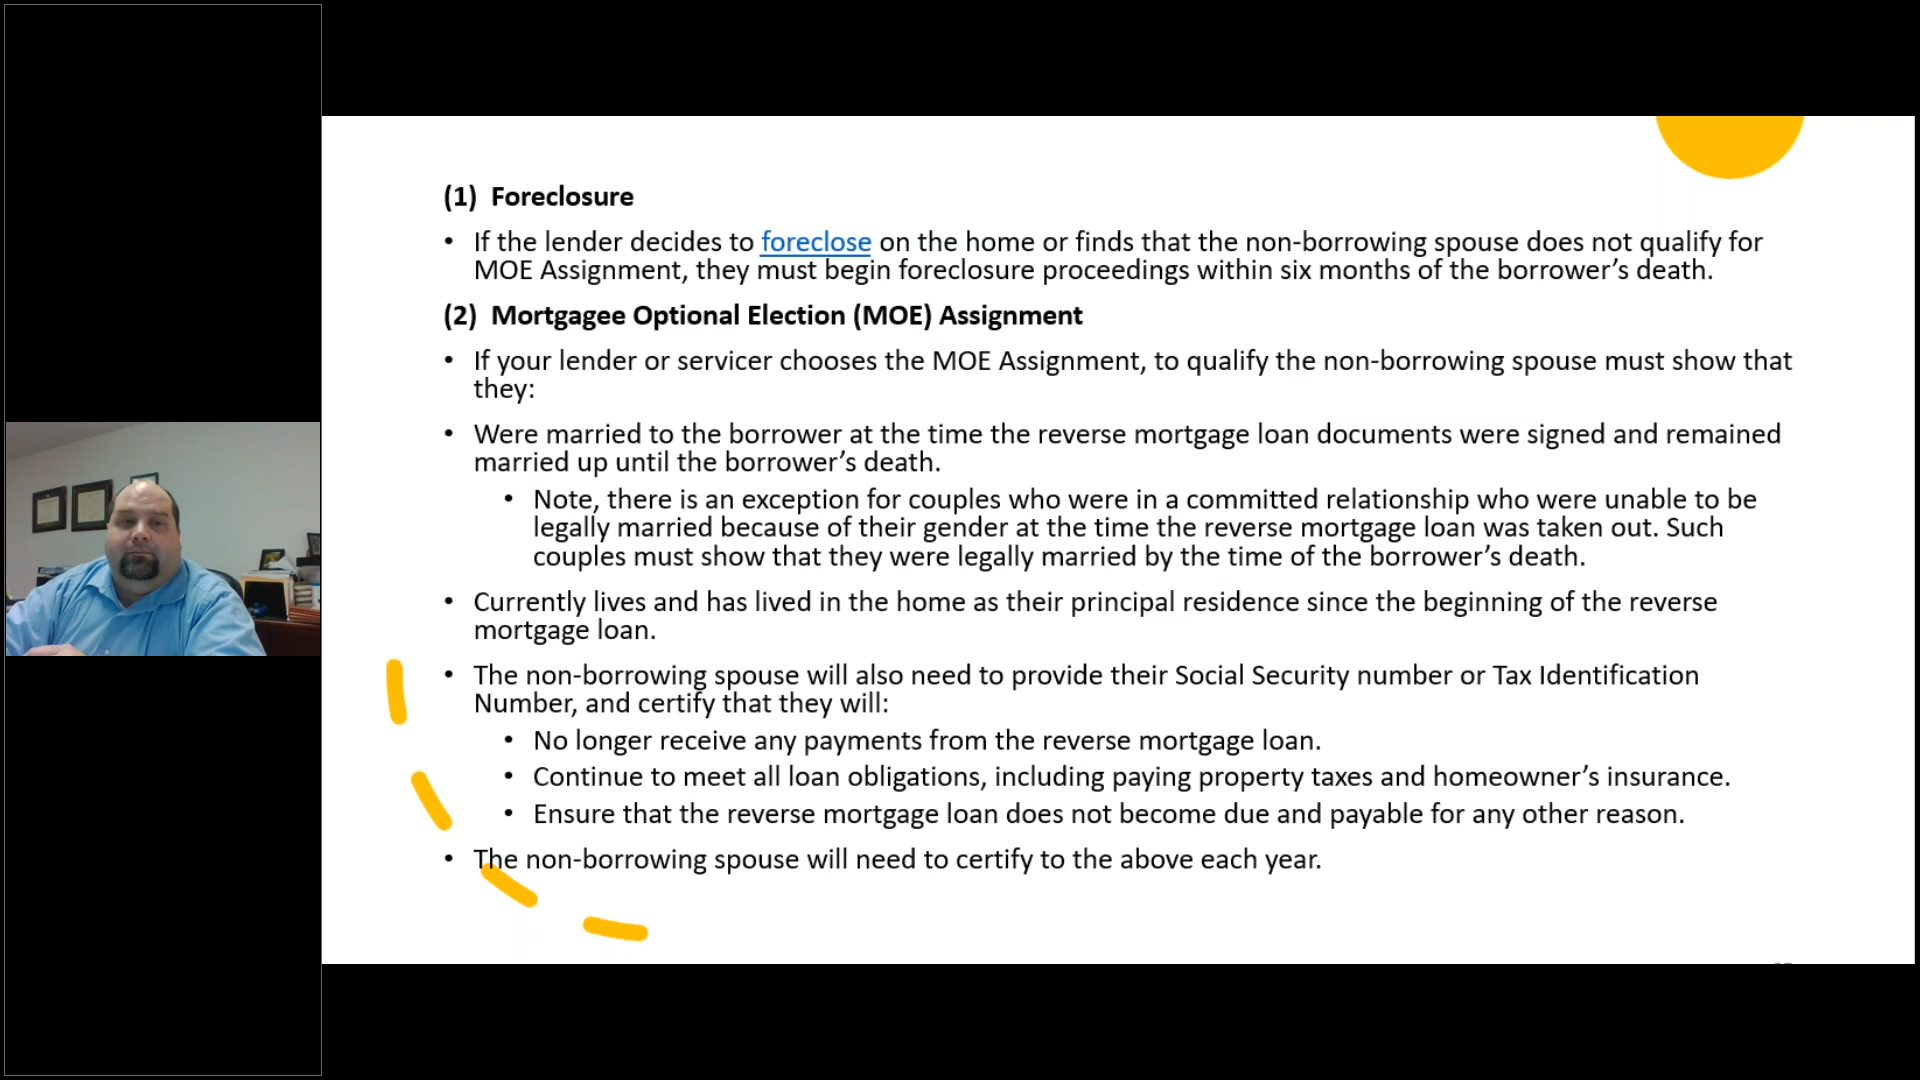 (1) Foreclosure
• If the lender decides to foreclose on the home or finds that the non-borrowing spouse does not qualify for
MOE Assignment, they must begin foreclosure proceedings within six months of the borrower’s death.
(2) Mortgagee Optional Election (MOE) Assignment
• If your lender or servicer chooses the MOE Assignment, to qualify the non-borrowing spouse must show that
they:
• Were married to the borrower at the time the reverse mortgage loan documents were signed and remained
married up until the borrower’s death.
• Note, there is an exception for couples who were in a committed relationship who were unable to be
legally married because of their gender at the time the reverse mortgage loan was taken out. Such
couples must show that they were legally married by the time of the borrower’s death.
• Currently lives and has lived in the home as their principal residence since the beginning of the reverse
mortgage loan.
• The non-borrowing spouse will also need to provide their Social Security number or Tax Identification
Number, and certify that they will:
• No longer receive any payments from the reverse mortgage loan.
• Continue to meet all loan obligations, including paying property taxes and homeowner’s insurance.
• Ensure that the reverse mortgage loan does not become due and payable for any other reason.
• The non-borrowing spouse will need to certify to the above each year.